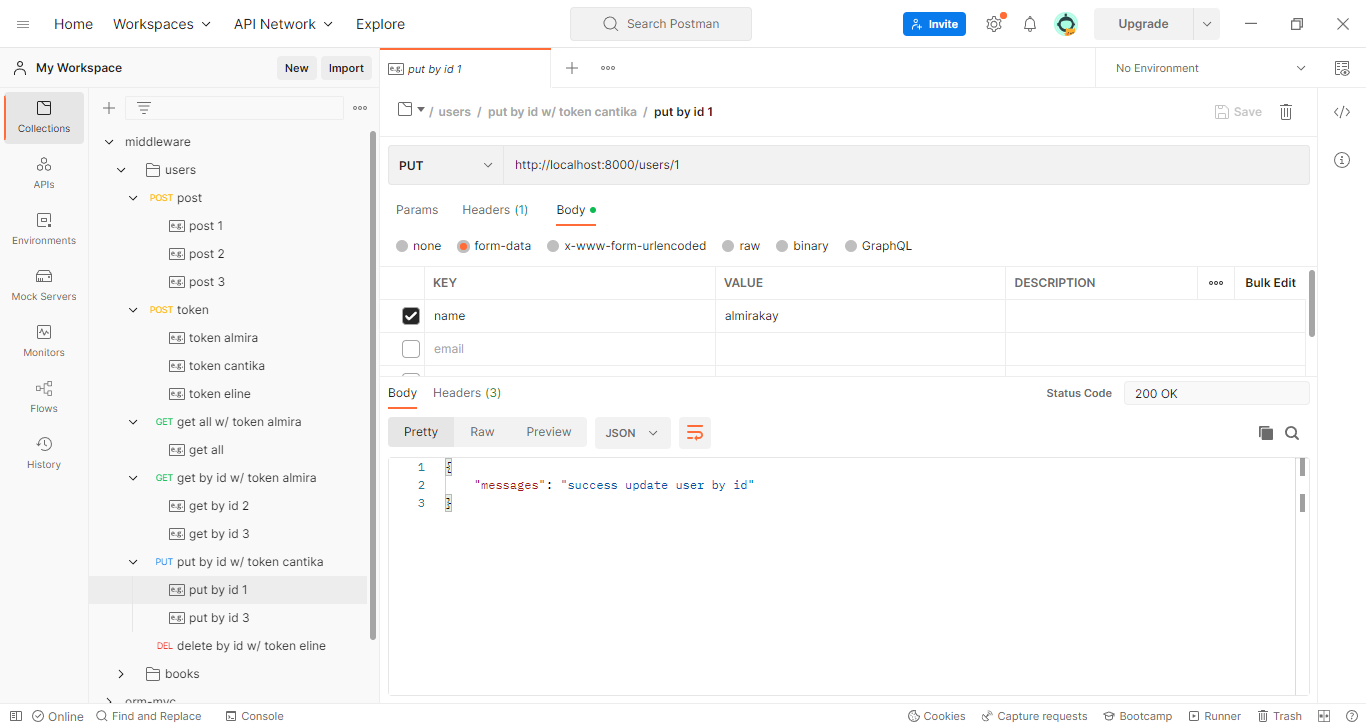 Home Workspaces API Network Explore Search Postman Invite Upgrade
My Workspace New Import
e.g. put by id 1 No Environment
Collections
APIs
Environments
Mock Servers
Monitors
Flows
History
middleware
users
POST post
e.g. post 1
e.g. post 2
e.g. post 3
POST token
e.g. token almira
e.g. token cantika
e.g. token eline
GET get all w/ token almira
e.g. get all
GET get by id w/ token almira
e.g. get by id 2
e.g. get by id 3
PUT put by id w/ token cantika
e.g. put by id 1
e.g. put by id 3
DEL delete by id w/ token eline
books
orm-mvc
/ users / put by id w/ token cantika / put by id 1 Save
PUT http://localhost:8000/users/1
Params Headers (1) Body
none form-data x-www-form-urlencoded raw binary GraphQL
KEY VALUE DESCRIPTION Bulk Edit
name almirakay
email
Body Headers (3) Status Code 200 OK
Pretty Raw Preview JSON
1 {
2 "messages": "success update user by id"
3 }
Online Find and Replace Console Cookies Capture requests Bootcamp Runner Trash